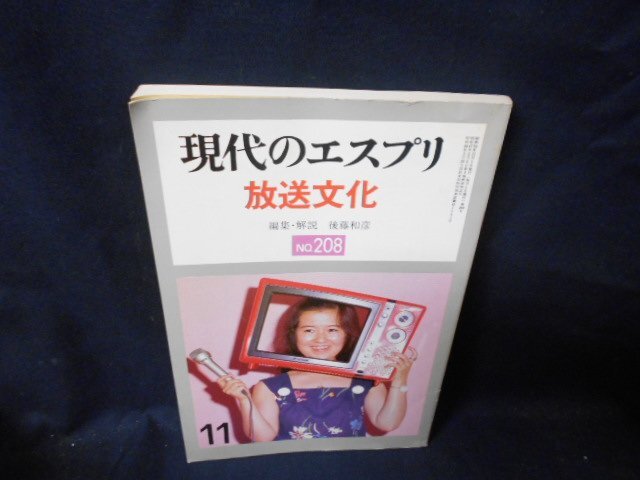 現代のエスプリ
放送文化
編集・解説 後藤和彦
NO.208
11